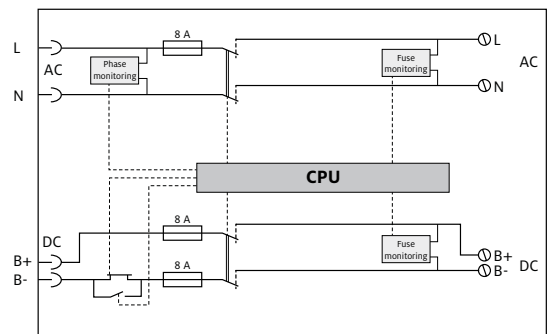 8 A
L
L
AC
Phase
monitoring
Fuse
monitoring
AC
N
N
CPU
8 A
DC
B+
Fuse
monitoring
B+
8 A
B-
B-
DC